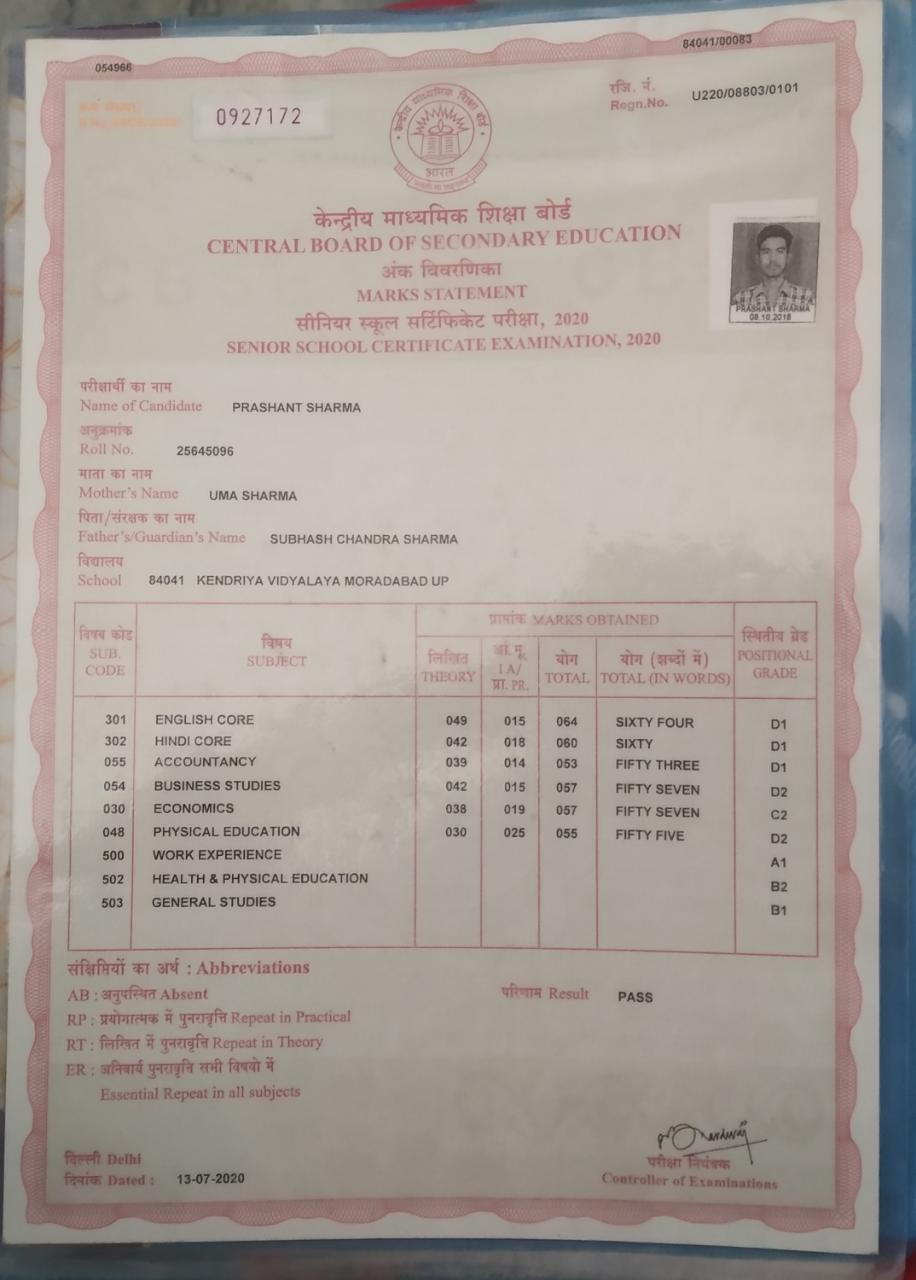 84041/00083
054966
0927172
रजि. नं.
Regn.No. U220/08803/0101
केन्द्रीय माध्यमिक शिक्षा बोर्ड
भारत
केन्द्रीय माध्यमिक शिक्षा बोर्ड
CENTRAL BOARD OF SECONDARY EDUCATION
अंक विवरणिका
MARKS STATEMENT
सीनियर स्कूल सर्टिफिकेट परीक्षा, 2020
SENIOR SCHOOL CERTIFICATE EXAMINATION, 2020
PRASHANT SHARMA
08.10.2018
परीक्षार्थी का नाम
Name of Candidate PRASHANT SHARMA
अनुक्रमांक
Roll No. 25645096
माता का नाम
Mother's Name UMA SHARMA
पिता/संरक्षक का नाम
Father's/Guardian's Name SUBHASH CHANDRA SHARMA
विद्यालय
School 84041 KENDRIYA VIDYALAYA MORADABAD UP
विषय कोड SUB. CODE
विषय SUBJECT
प्राप्तांक MARKS OBTAINED
लिखित THEORY
आं. मू. I A/ प्रा. PR.
योग TOTAL
योग (शब्दों में) TOTAL (IN WORDS)
स्थितीय ग्रेड POSITIONAL GRADE
301 ENGLISH CORE 049 015 064 SIXTY FOUR D1
302 HINDI CORE 042 018 060 SIXTY D1
055 ACCOUNTANCY 039 014 053 FIFTY THREE D1
054 BUSINESS STUDIES 042 015 057 FIFTY SEVEN D2
030 ECONOMICS 038 019 057 FIFTY SEVEN C2
048 PHYSICAL EDUCATION 030 025 055 FIFTY FIVE D2
500 WORK EXPERIENCE A1
502 HEALTH & PHYSICAL EDUCATION B2
503 GENERAL STUDIES B1
संक्षिप्तियों का अर्थ : Abbreviations
AB : अनुपस्थित Absent
परिणाम Result PASS
RP : प्रयोगात्मक में पुनरावृत्ति Repeat in Practical
RT : लिखित में पुनरावृत्ति Repeat in Theory
ER : अनिवार्य पुनरावृत्ति सभी विषयो में
Essential Repeat in all subjects
दिल्ली Delhi
दिनांक Dated : 13-07-2020
परीक्षा नियंत्रक
Controller of Examinations